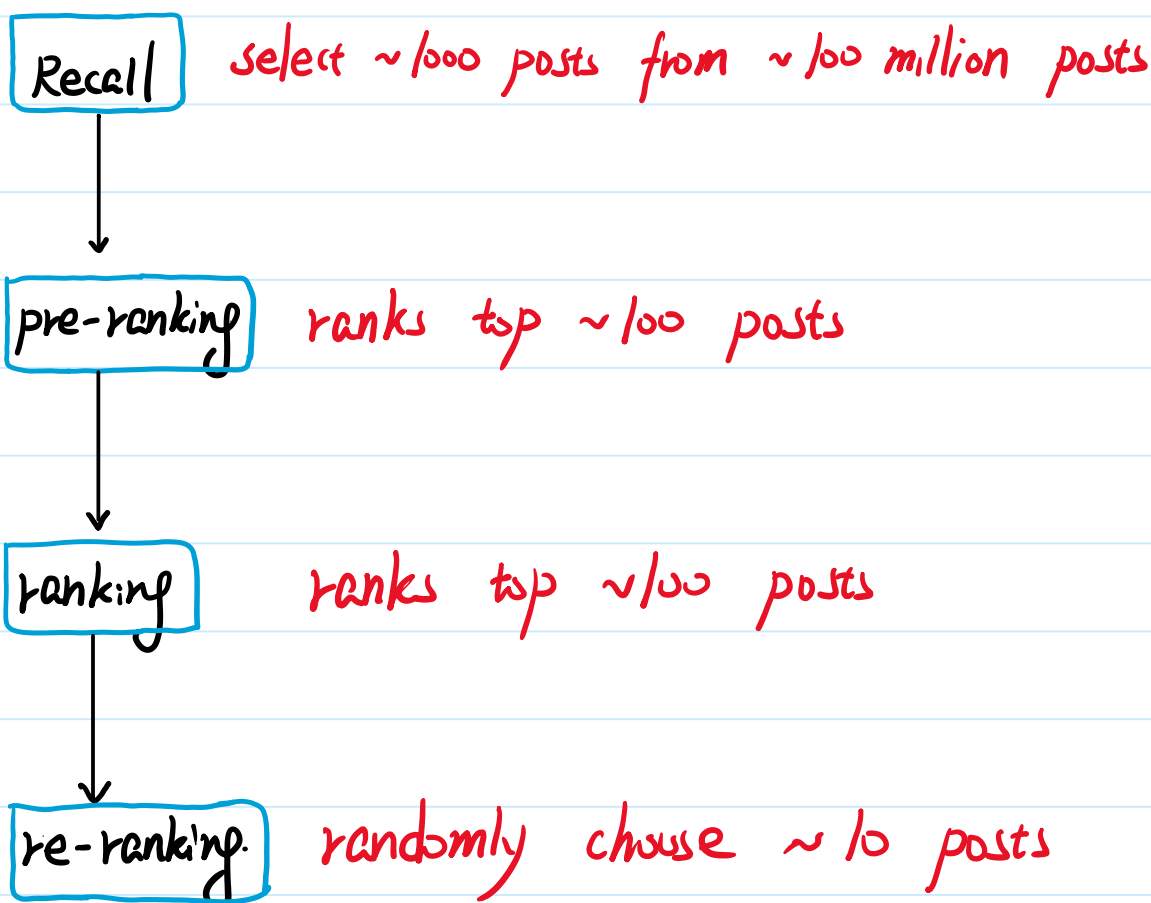 Recall select ~1000 posts from ~100 million posts
pre-ranking ranks top ~100 posts
ranking ranks top ~100 posts
re-ranking. randomly choose ~10 posts